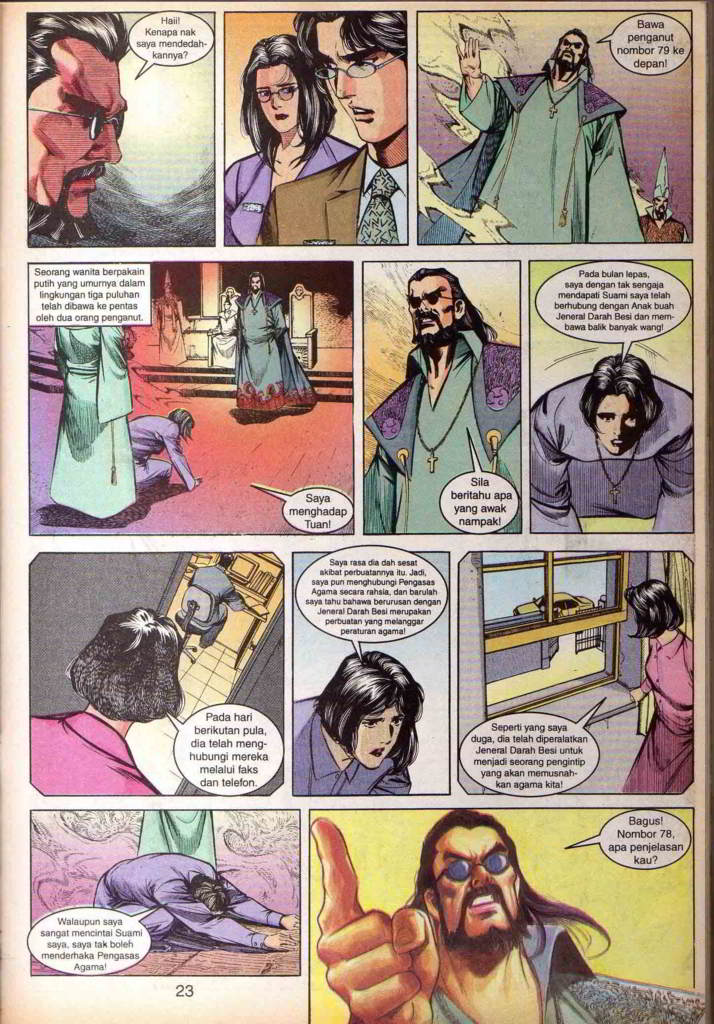 Haii!
Kenapa nak
saya mendedah-
kannya?
Bawa
penganut
nombor 79 ke
depan!
Seorang wanita berpakain
putih yang umurnya dalam
lingkungan tiga puluhan
telah dibawa ke pentas
oleh dua orang penganut.
Saya
menghadap
Tuan!
Sila
beritahu apa
yang awak
nampak!
Pada bulan lepas,
saya dengan tak sengaja
mendapati Suami saya telah
berhubung dengan Anak buah
Jeneral Darah Besi dan mem-
bawa balik banyak wang!
Pada hari
berikutan pula,
dia telah meng-
hubungi mereka
melalui faks
dan telefon.
Saya rasa dia dah sesat
akibat perbuatannya itu. Jadi,
saya pun menghubungi Pengasas
Agama secara rahsia, dan barulah
saya tahu bahawa berurusan dengan
Jeneral Darah Besi merupakan
perbuatan yang melanggar
peraturan agama!
Seperti yang saya
duga, dia telah diperalatkan
Jeneral Darah Besi untuk
menjadi seorang pengintip
yang akan memusnah-
kan agama kita!
Walaupun saya
sangat mencintai Suami
saya, saya tak boleh
menderhaka Pengasas
Agama!
Bagus!
Nombor 78,
apa penjelasan
kau?
23